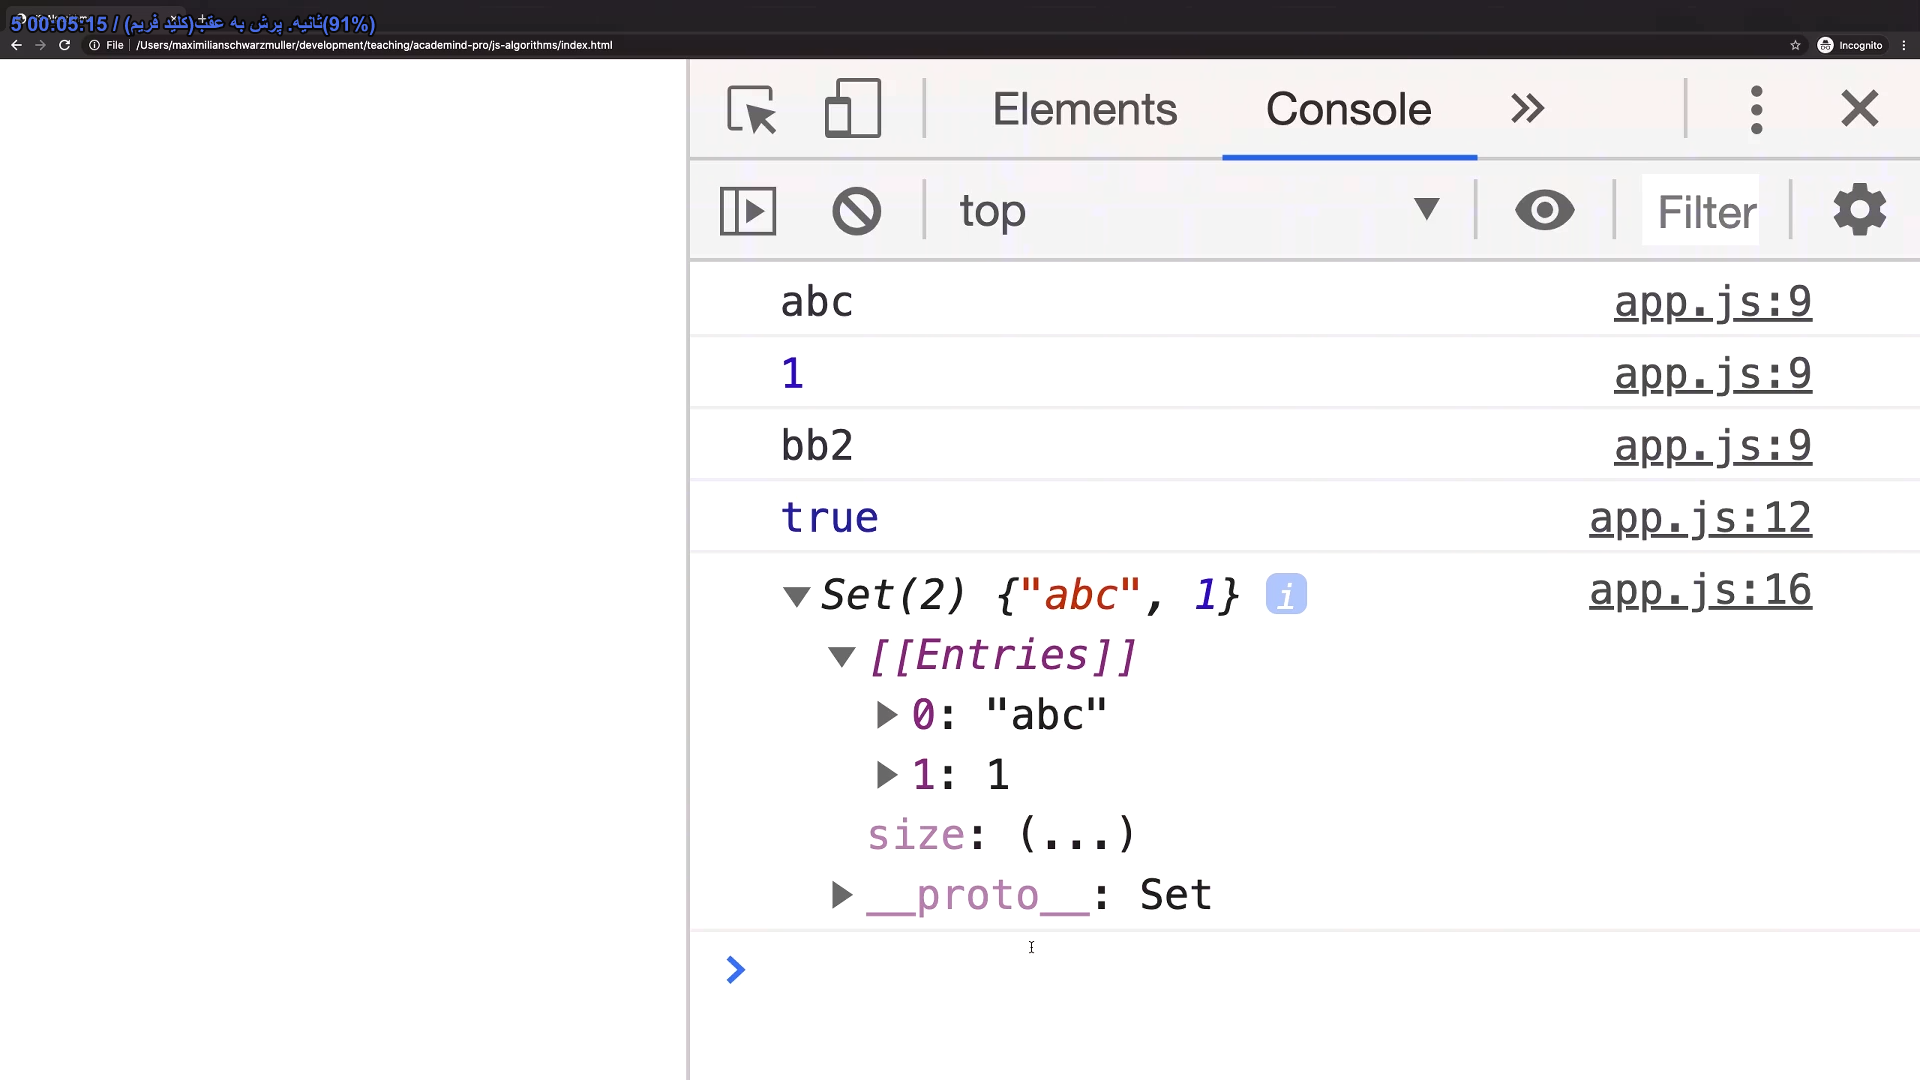 5 ثانیه. پرش به عقب(کلید فریم) / 00:05:15 (91%)
File
/Users/maximilianschwarzmuller/development/teaching/academind-pro/js-algorithms/index.html
Incognito
Elements Console
top Filter
abc app.js:9
1 app.js:9
bb2 app.js:9
true app.js:12
Set(2) {"abc", 1} i app.js:16
[[Entries]]
0: "abc"
1: 1
size: (...)
__proto__: Set